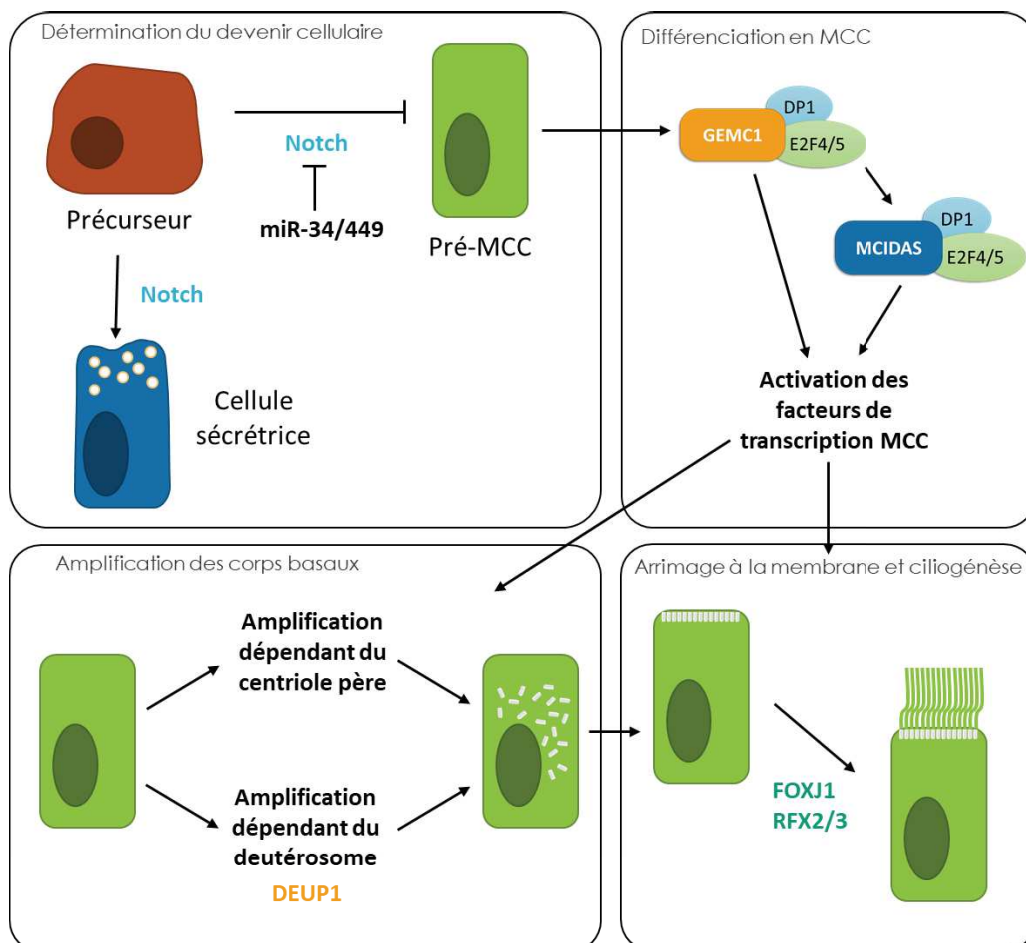 Détermination du devenir cellulaire
Notch
miR-34/449
Précurseur
Pré-MCC
Notch
Cellule
sécrétrice
Différenciation en MCC
DP1
GEMC1
E2F4/5
DP1
MCIDAS
E2F4/5
Activation des
facteurs de
transcription MCC
Amplification des corps basaux
Amplification
dépendant du
centriole père
Amplification
dépendant du
deutérosome
DEUP1
Arrimage à la membrane et ciliogénèse
FOXJ1
RFX2/3